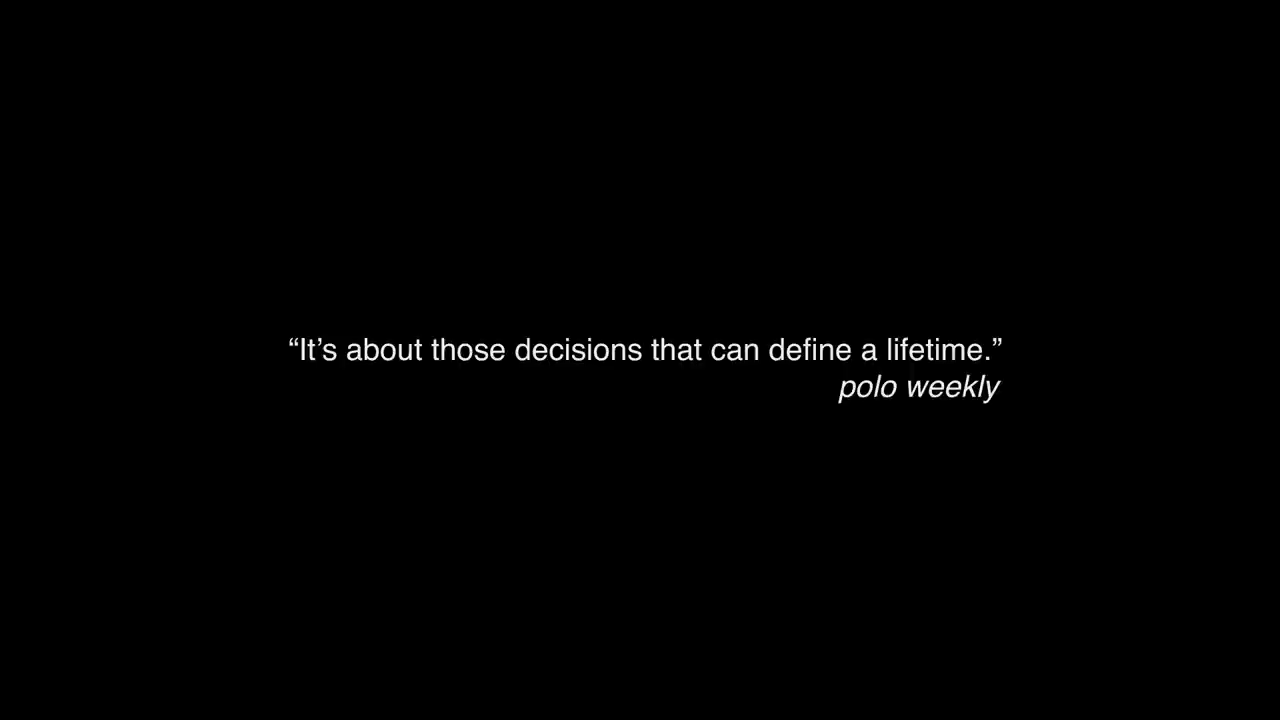 “It’s about those decisions that can define a lifetime.”
polo weekly